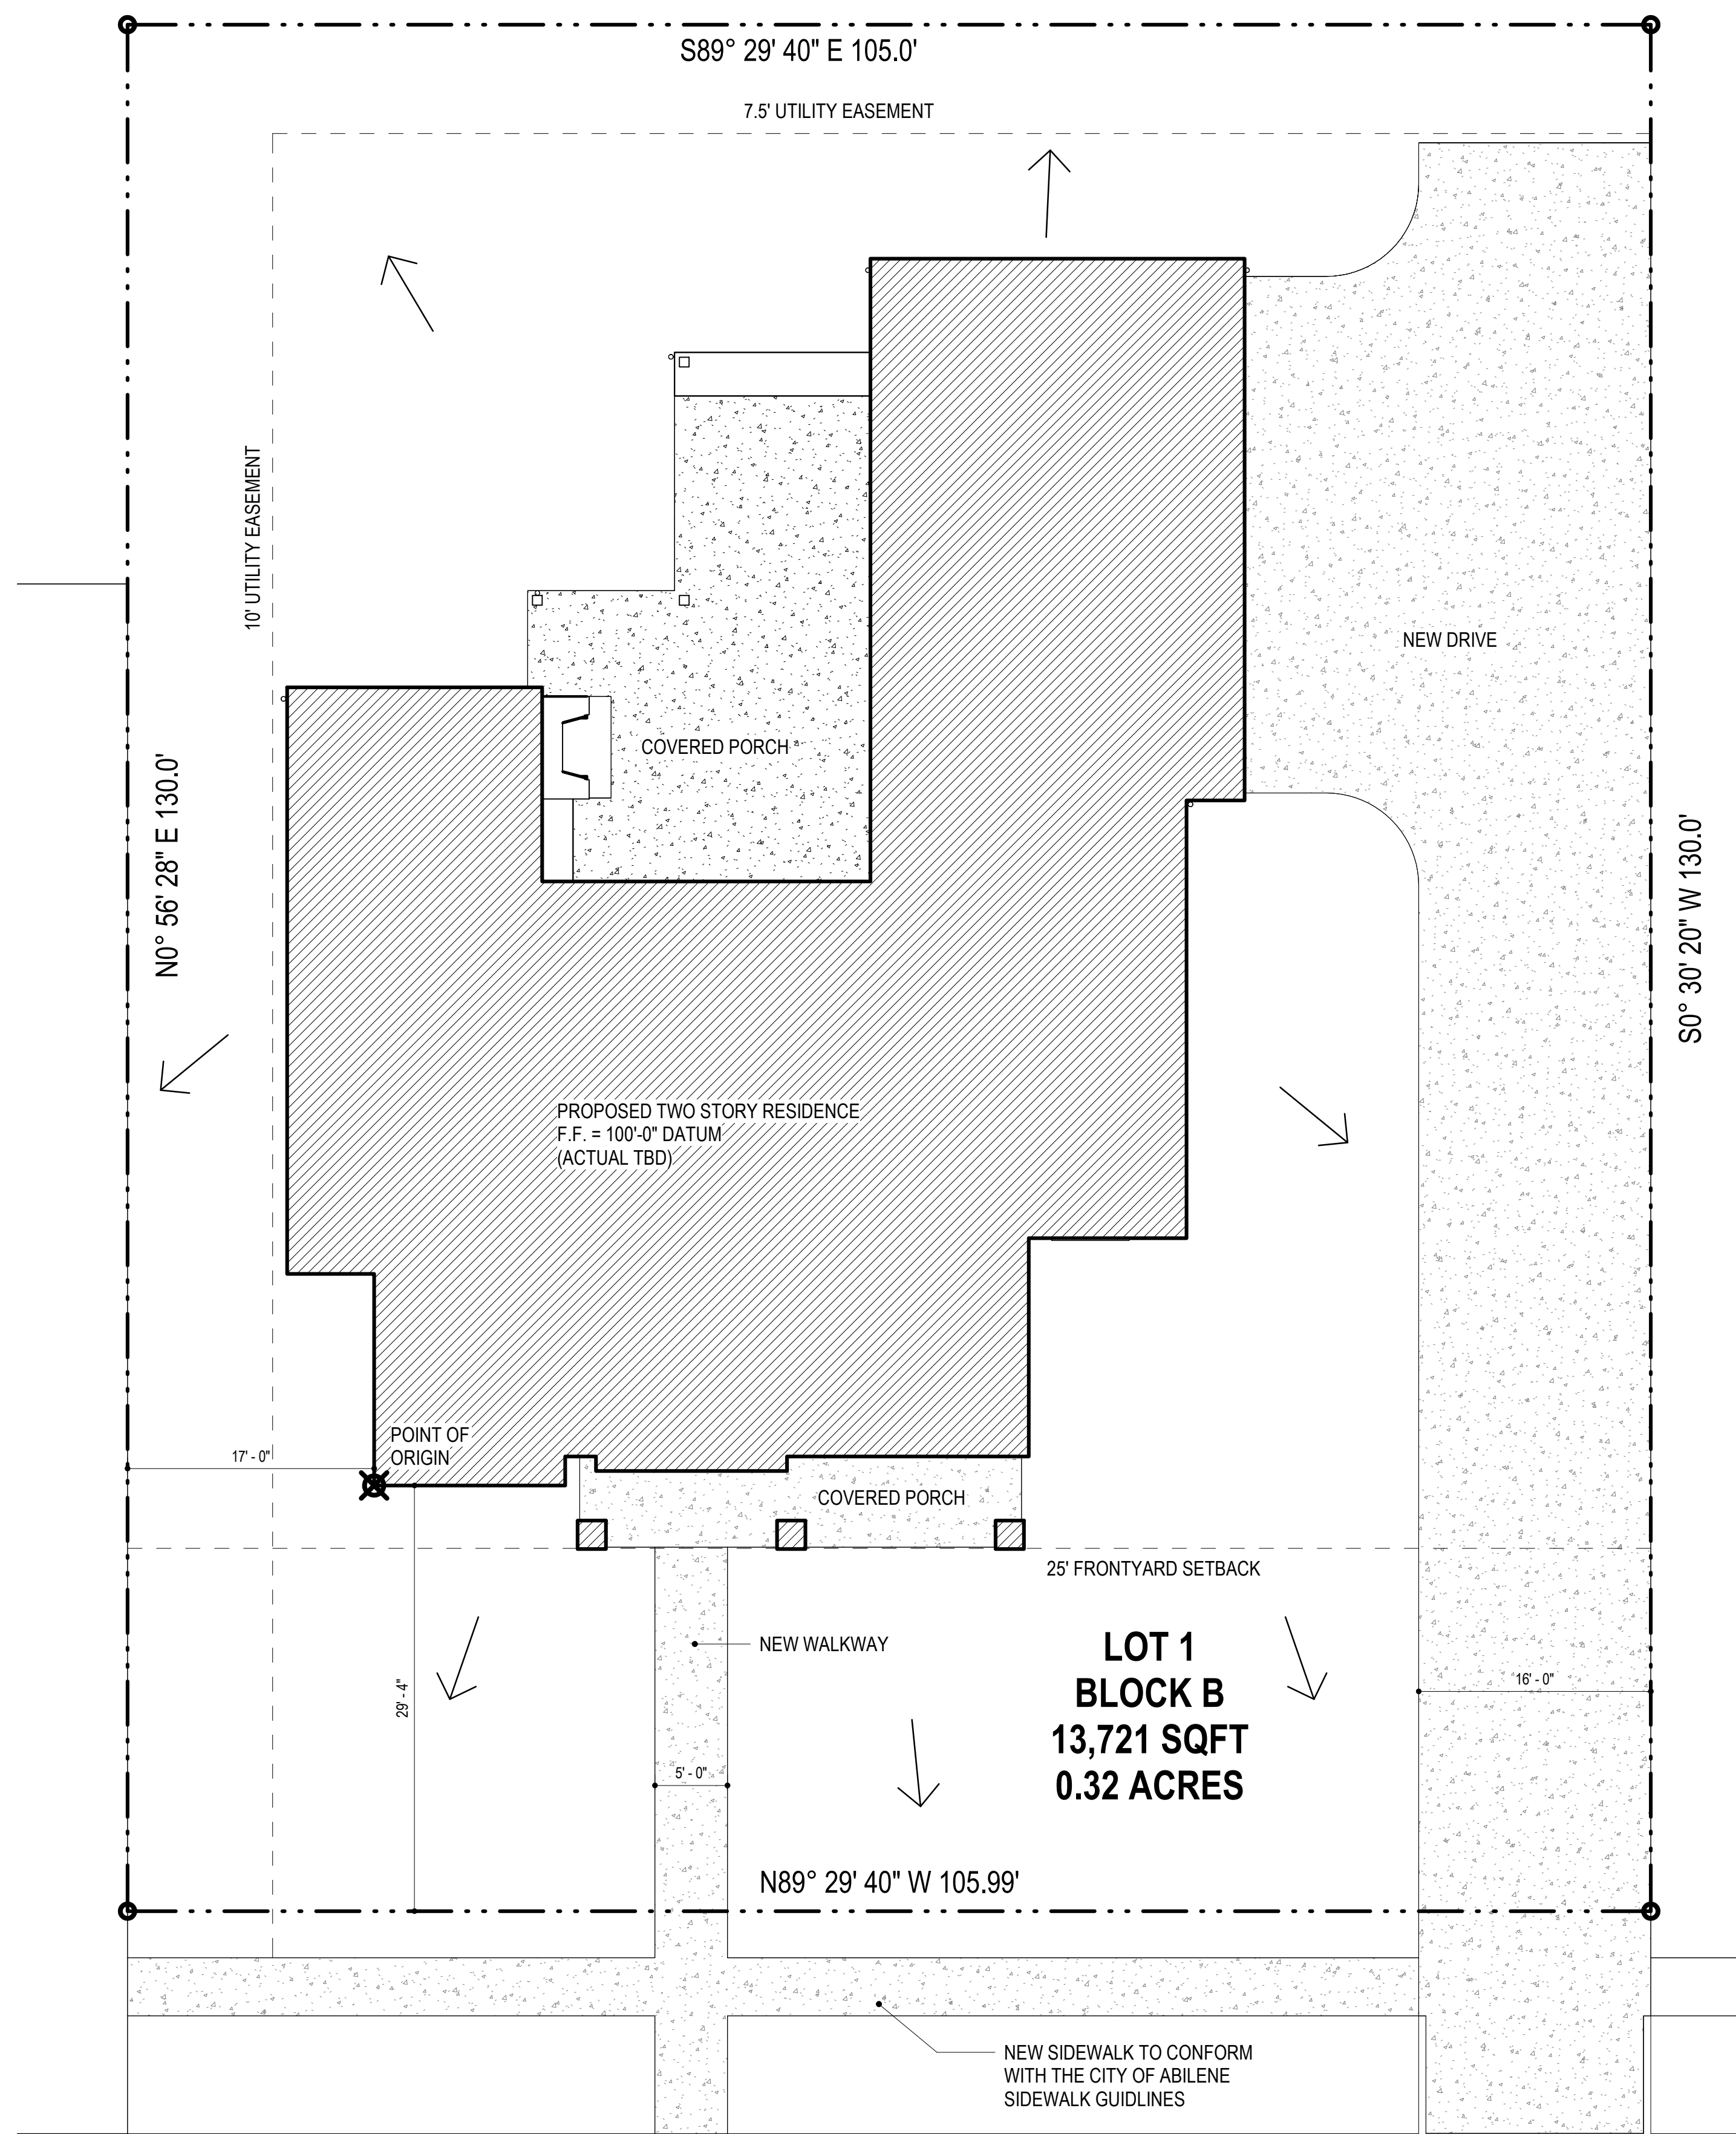 S89° 29' 40" E 105.0'
7.5' UTILITY EASEMENT
10' UTILITY EASEMENT
NEW DRIVE
COVERED PORCH
N0° 56' 28" E 130.0'
S0° 30' 20" W 130.0'
PROPOSED TWO STORY RESIDENCE
F.F. = 100'-0" DATUM
(ACTUAL TBD)
POINT OF
ORIGIN
17' - 0"
COVERED PORCH
25' FRONTYARD SETBACK
NEW WALKWAY
LOT 1
BLOCK B
13,721 SQFT
0.32 ACRES
29' - 4"
16' - 0"
5' - 0"
N89° 29' 40" W 105.99'
NEW SIDEWALK TO CONFORM
WITH THE CITY OF ABILENE
SIDEWALK GUIDLINES